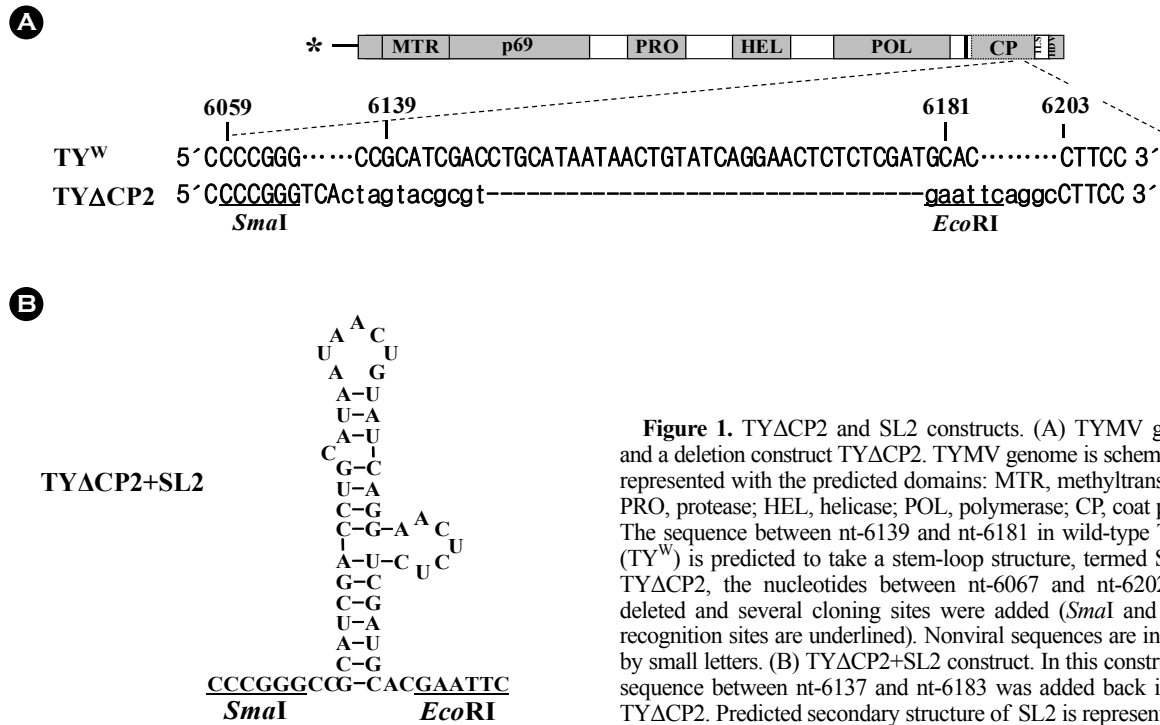 A
*
MTR p69 PRO HEL POL CP
6059 6139 6181 6203
TY^W 5´CCCCGGG······CCGCATCGACCTGCATAATAACTGTATCAGGAACTCTCTCGATGCAC·········CTTCC 3´
TYΔCP2 5´CCCCGGGTCActagtacgcgt--------------------------------gaattcaggcCTTCC 3´
SmaI EcoRI
B
A
A C
A U
U G
A
A–U
U–A
A–U
C
G–C
U–A
C–G
C–G–A A C
U
A–U–C U C
G–C
C–G
U–A
A–U
C–G
CCCGGGCCG–CACGAATTC
SmaI EcoRI
TYΔCP2+SL2
Figure 1. TYΔCP2 and SL2 constructs. (A) TYMV g
and a deletion construct TYΔCP2. TYMV genome is schem
represented with the predicted domains: MTR, methyltrans
PRO, protease; HEL, helicase; POL, polymerase; CP, coat p
The sequence between nt-6139 and nt-6181 in wild-type T
(TY^W) is predicted to take a stem-loop structure, termed S
TYΔCP2, the nucleotides between nt-6067 and nt-6202
deleted and several cloning sites were added (SmaI and
recognition sites are underlined). Nonviral sequences are in
by small letters. (B) TYΔCP2+SL2 construct. In this constru
sequence between nt-6137 and nt-6183 was added back i
TYΔCP2. Predicted secondary structure of SL2 is represent